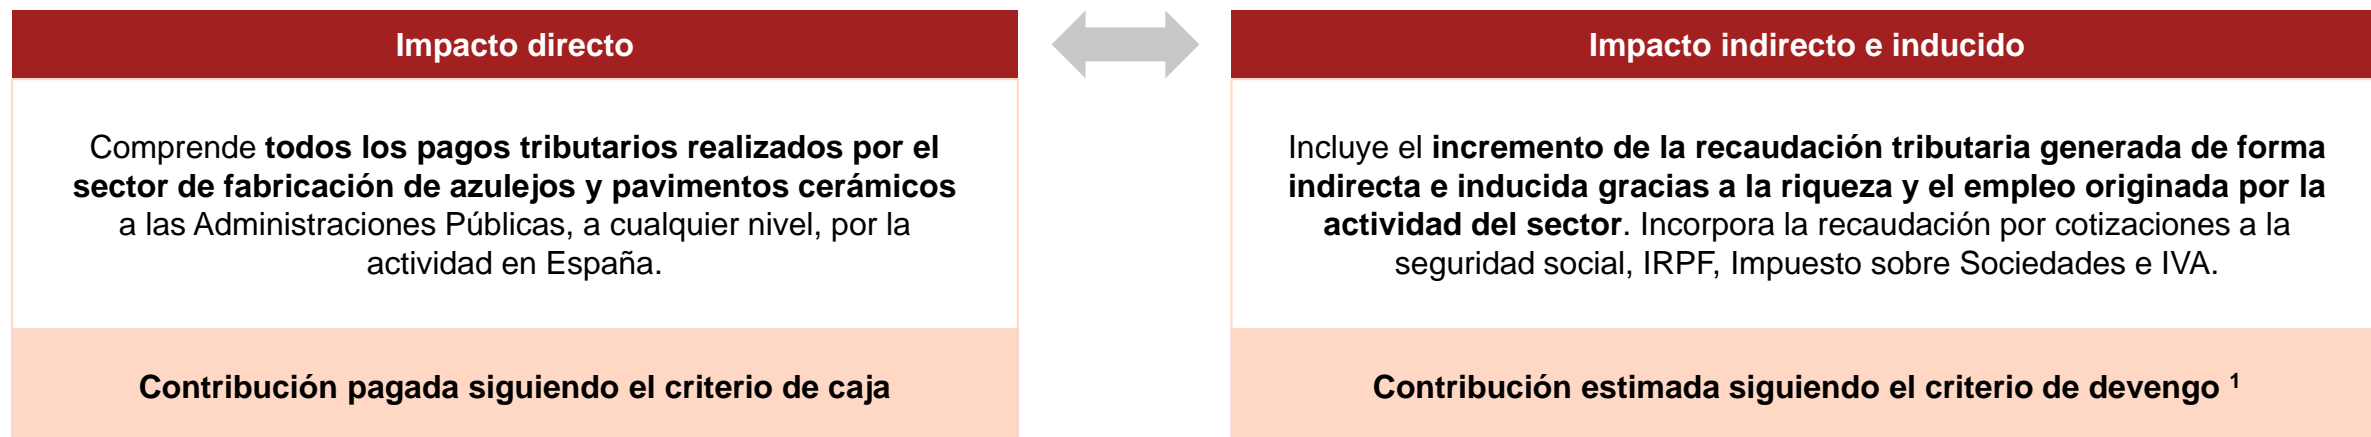 Impacto directo
Comprende todos los pagos tributarios realizados por el
sector de fabricación de azulejos y pavimentos cerámicos
a las Administraciones Públicas, a cualquier nivel, por la
actividad en España.
Contribución pagada siguiendo el criterio de caja
Impacto indirecto e inducido
Incluye el incremento de la recaudación tributaria generada de forma
indirecta e inducida gracias a la riqueza y el empleo originada por la
actividad del sector. Incorpora la recaudación por cotizaciones a la
seguridad social, IRPF, Impuesto sobre Sociedades e IVA.
Contribución estimada siguiendo el criterio de devengo ¹